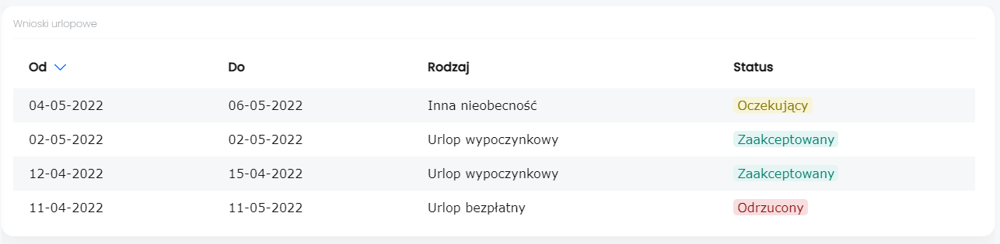 Wnioski urlopowe
Od Do Rodzaj Status
04-05-2022 06-05-2022 Inna nieobecność Oczekujący
02-05-2022 02-05-2022 Urlop wypoczynkowy Zaakceptowany
12-04-2022 15-04-2022 Urlop wypoczynkowy Zaakceptowany
11-04-2022 11-05-2022 Urlop bezpłatny Odrzucony